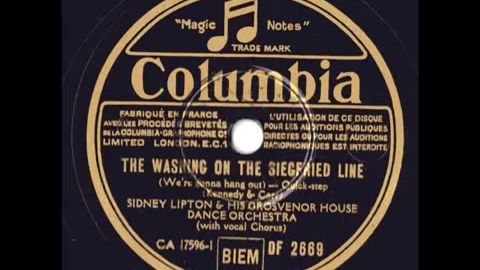 "Magic Notes"
TRADE MARK
Columbia
FABRIQUÉ EN FRANCE
AVEC LES PROCÉDÉS BREVETÉS
DE LA COLUMBIA-GRAPHOPHONE Cº
LIMITED LONDON. E.C.1
L'UTILISATION DE CE DISQUE
POUR LES AUDITIONS PUBLIQUES
DIRECTES OU POUR LES AUDITIONS
RADIOPHONIQUES EST INTERDITE
THE WASHING ON THE SIEGFRIED LINE
(We're gonna hang out) — Quick-step
(Kennedy & Carr)
SIDNEY LIPTON & HIS GROSVENOR HOUSE
DANCE ORCHESTRA
(with vocal Chorus)
CA 17596-1 BIEM DF 2669